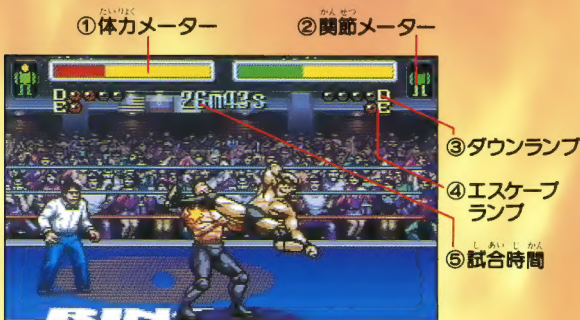 ①体力メーター
たいりょく
②関節メーター
かんせつ
D
E
26m43s
D
E
③ダウンランプ
④エスケープ
ランプ
⑤試合時間
しあいじかん
RIN